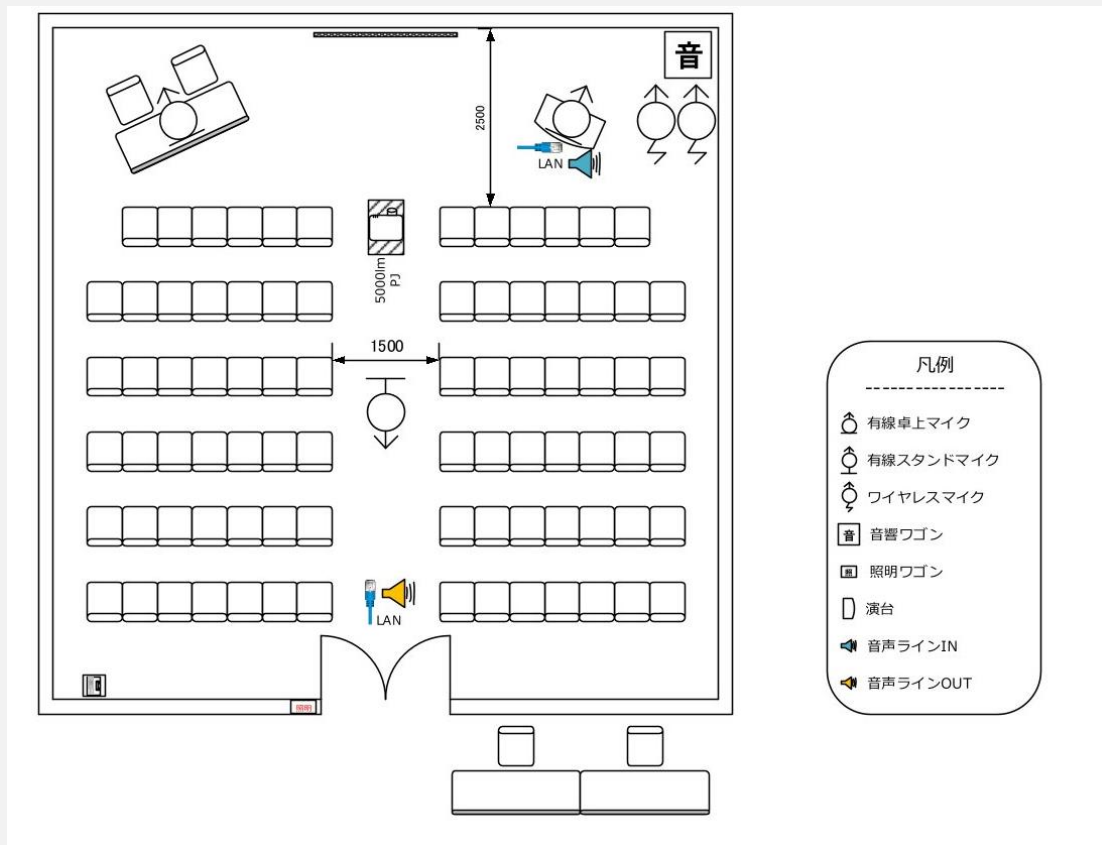 音
2500
LAN
5000lm
PJ
1500
LAN
照明
凡例
有線卓上マイク
有線スタンドマイク
ワイヤレスマイク
音 音響ワゴン
照 照明ワゴン
演台
音声ラインIN
音声ラインOUT